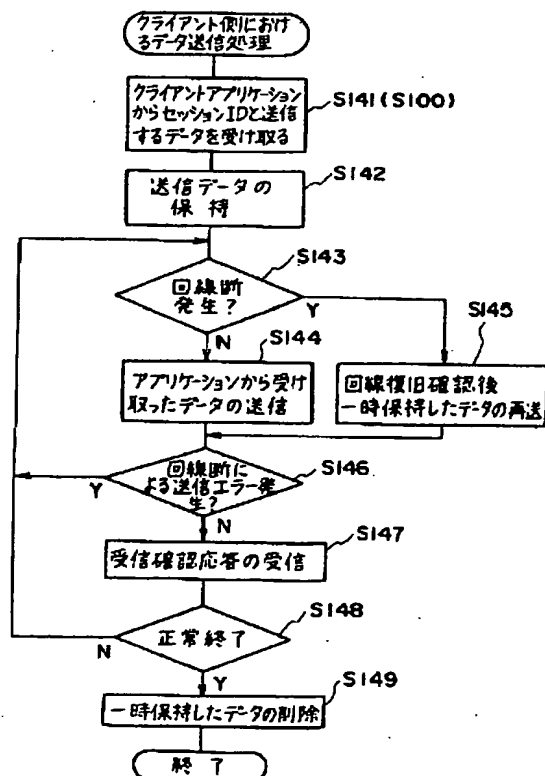 クライアント側におけ
るデータ送信処理
クライアントアプリケーション
からセッションIDと送信
するデータを受け取る
S141(S100)
送信データの
保持
S142
回線断
発生?
S143
Y
N
S144
S145
アプリケーションから受け
取ったデータの送信
回線復旧確認後
一時保持したデータの再送
回線断に
よる送信エラー発
生?
S146
Y
N
受信確認応答の受信
S147
正常終了
S148
N
Y
一時保持したデータの削除
S149
終了